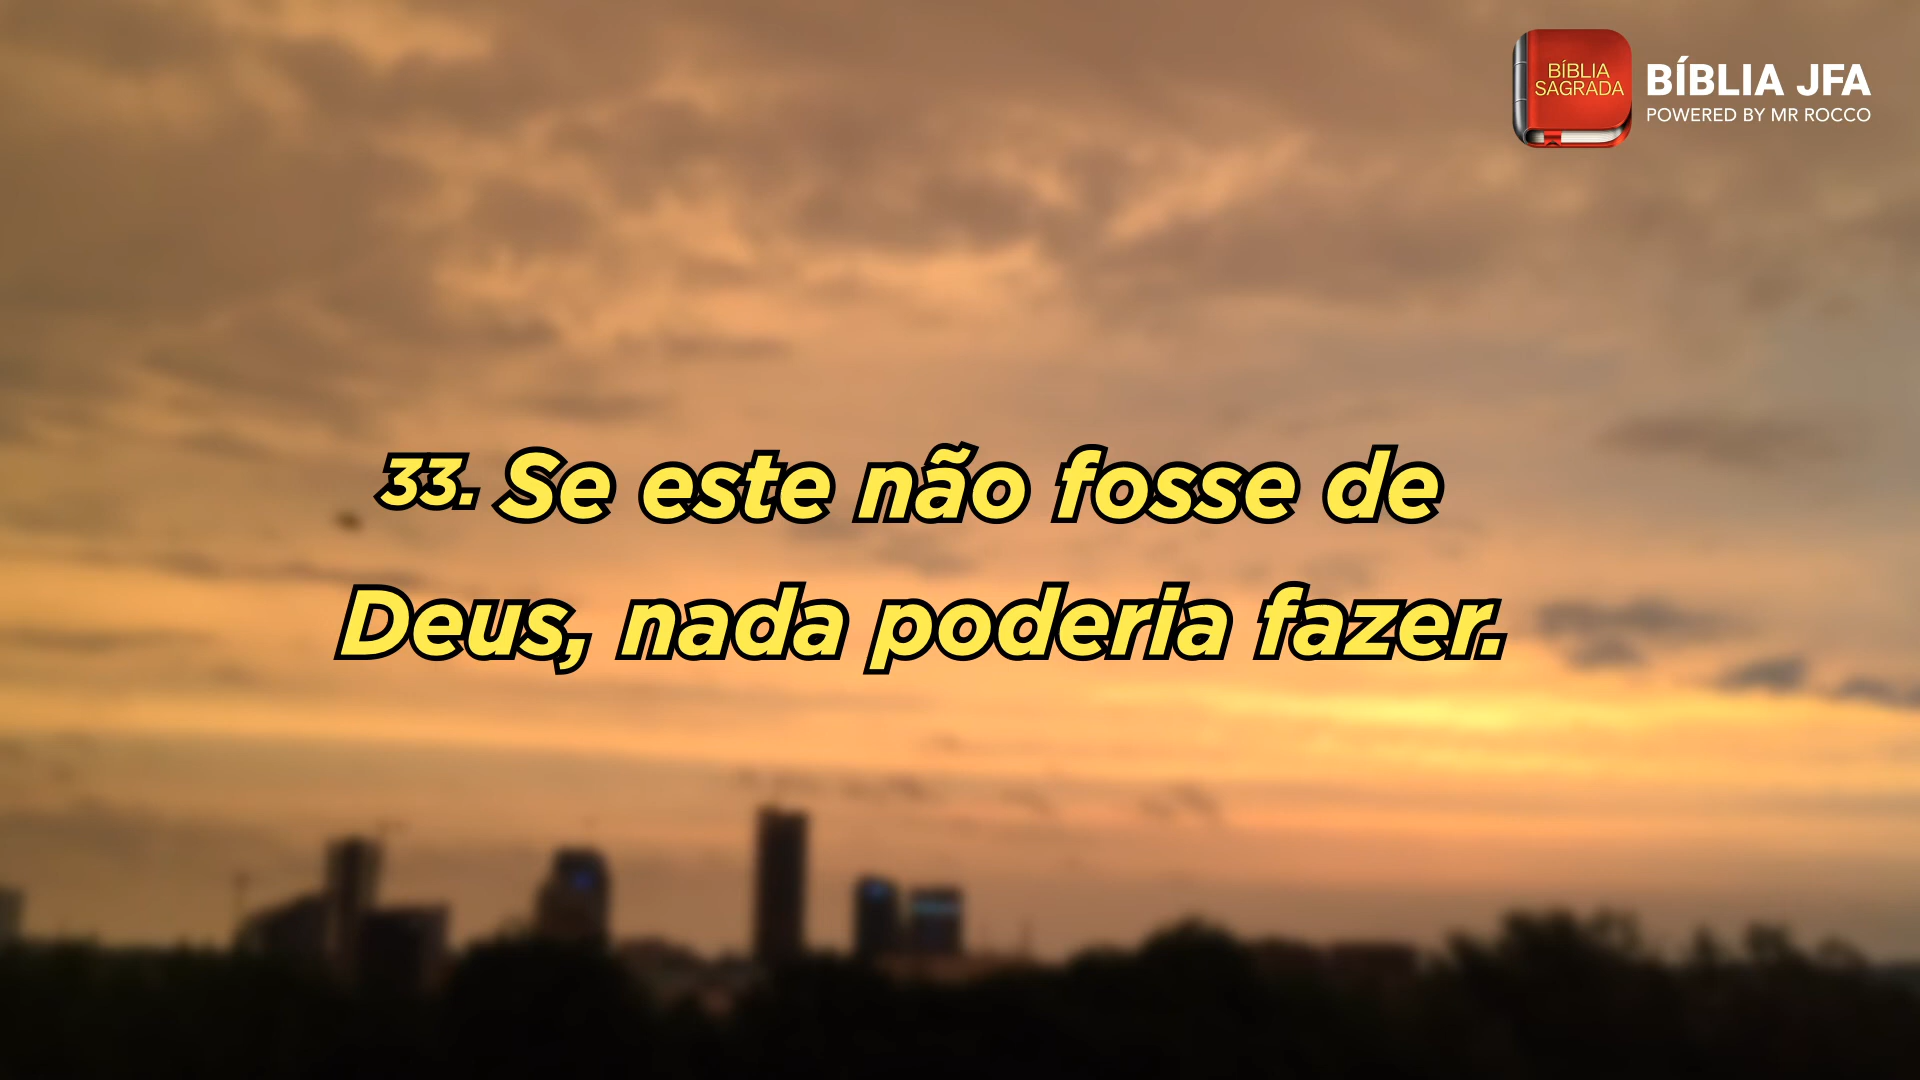 BÍBLIA
SAGRADA
BÍBLIA JFA
POWERED BY MR ROCCO
33. Se este não fosse de
Deus, nada poderia fazer.